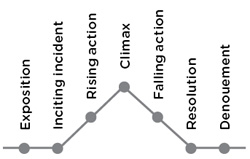 Exposition
Inciting incident
Rising action
Climax
Falling action
Resolution
Denouement